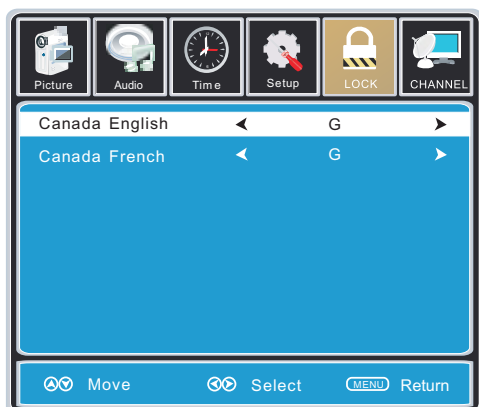 Picture Audio Time Setup LOCK CHANNEL
Canada English G
Canada French G
Move Select MENU Return